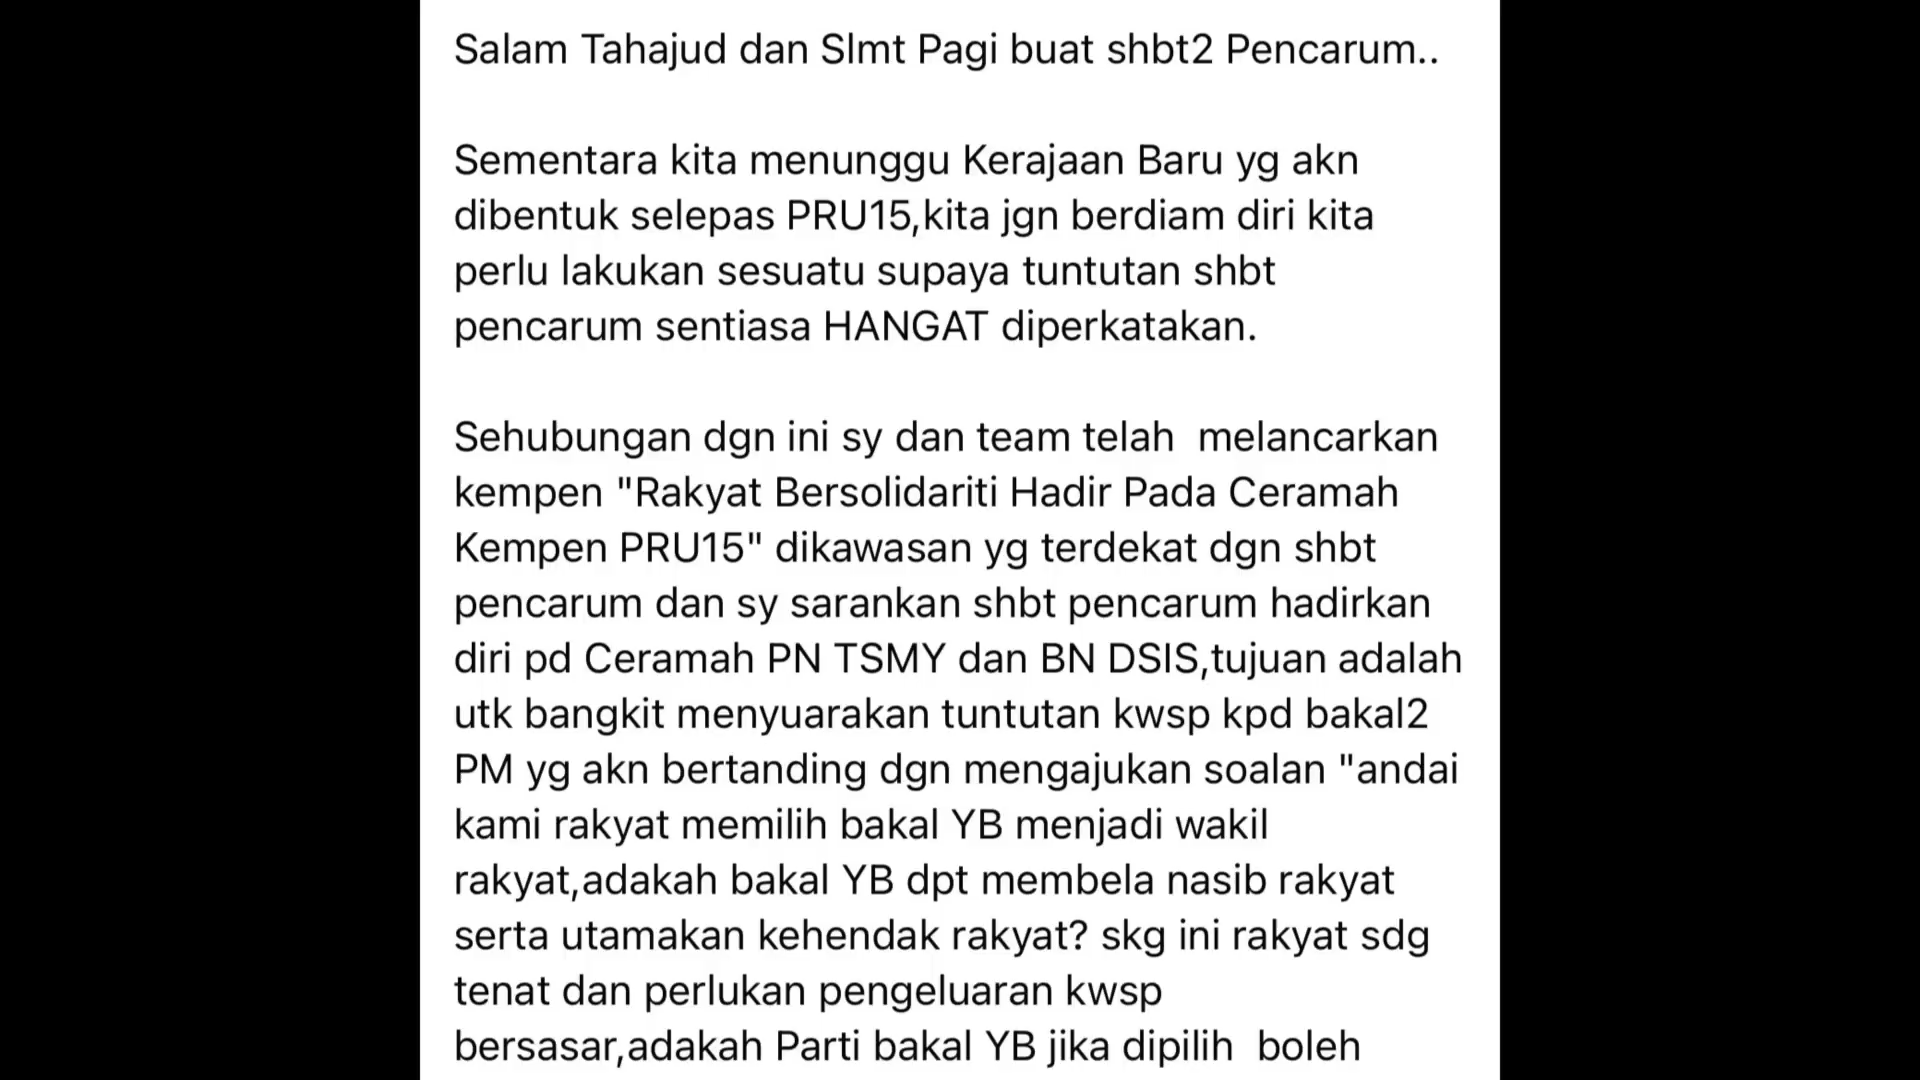 Salam Tahajud dan Slmt Pagi buat shbt2 Pencarum..
Sementara kita menunggu Kerajaan Baru yg akn
dibentuk selepas PRU15,kita jgn berdiam diri kita
perlu lakukan sesuatu supaya tuntutan shbt
pencarum sentiasa HANGAT diperkatakan.
Sehubungan dgn ini sy dan team telah  melancarkan
kempen "Rakyat Bersolidariti Hadir Pada Ceramah
Kempen PRU15" dikawasan yg terdekat dgn shbt
pencarum dan sy sarankan shbt pencarum hadirkan
diri pd Ceramah PN TSMY dan BN DSIS,tujuan adalah
utk bangkit menyuarakan tuntutan kwsp kpd bakal2
PM yg akn bertanding dgn mengajukan soalan "andai
kami rakyat memilih bakal YB menjadi wakil
rakyat,adakah bakal YB dpt membela nasib rakyat
serta utamakan kehendak rakyat? skg ini rakyat sdg
tenat dan perlukan pengeluaran kwsp
bersasar,adakah Parti bakal YB jika dipilih  boleh